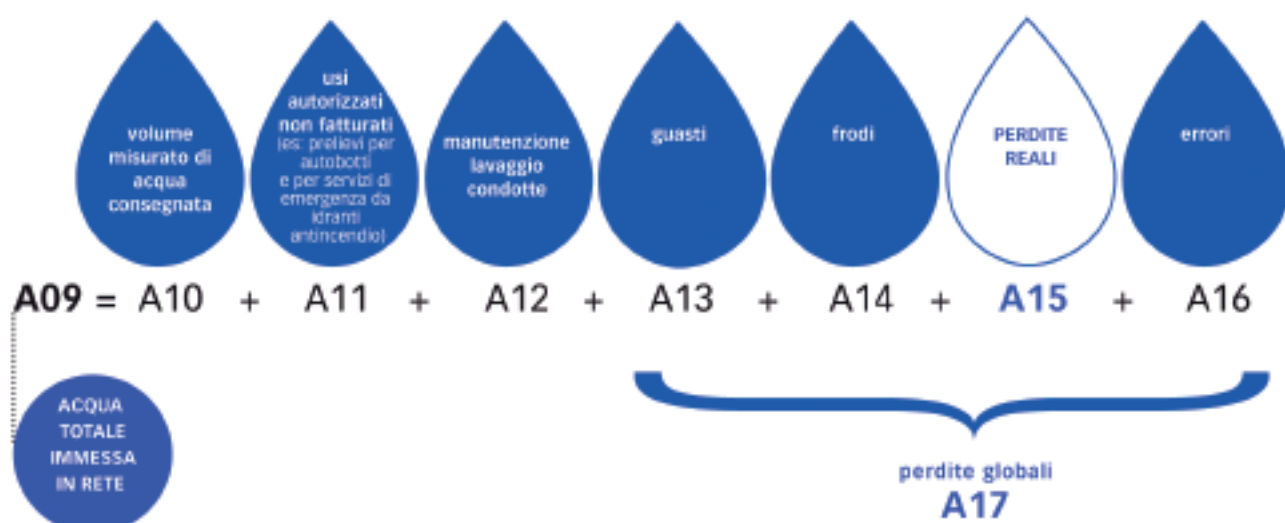 volume
misurato di
acqua
consegnata
usi
autorizzati
non fatturati
(es: prelievi per
autobotti
e per servizi di
emergenza da
idranti
antincendio)
manutenzione
lavaggio
condotte
guasti
frodi
PERDITE
REALI
errori
A09 = A10 + A11 + A12 + A13 + A14 + A15 + A16
ACQUA
TOTALE
IMMESSA
IN RETE
perdite globali
A17